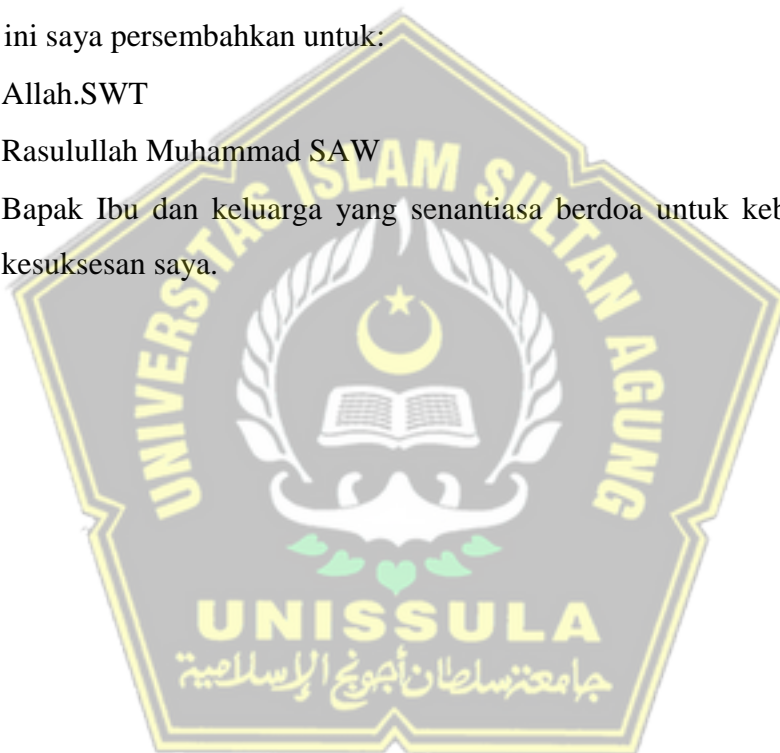 ini saya persembahkan untuk:
Allah.SWT
Rasulullah Muhammad SAW
Bapak Ibu dan keluarga yang senantiasa berdoa untuk keb
kesuksesan saya.
UNIVERSITAS ISLAM SULTAN AGUNG
UNISSULA
جامعة سلطان أجونج الإسلامية